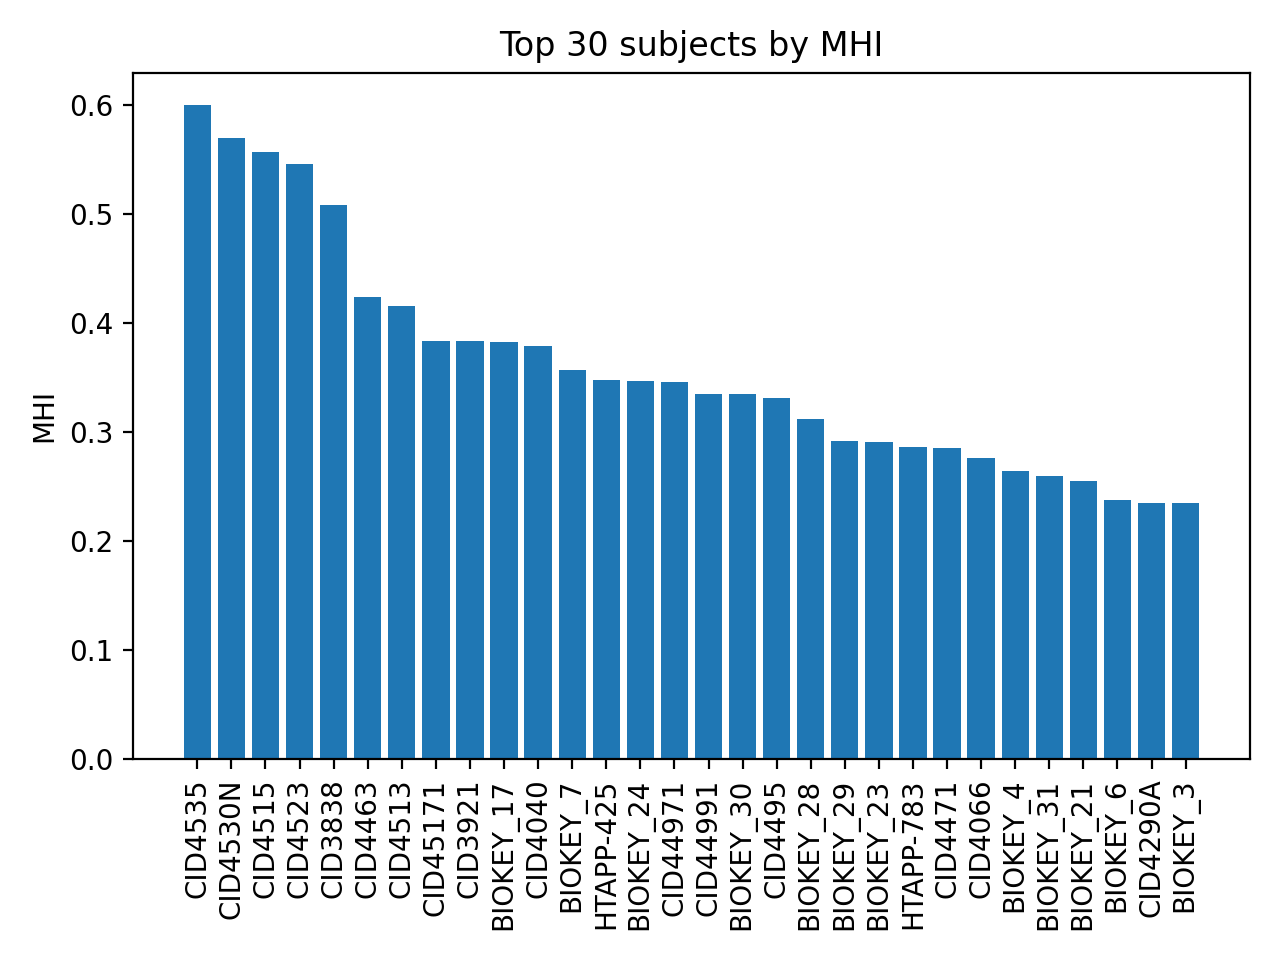 Top 30 subjects by MHI
MHI
0.6
0.5
0.4
0.3
0.2
0.1
0.0
CID4535
CID4530N
CID4515
CID4523
CID3838
CID4463
CID4513
CID45171
CID3921
BIOKEY_17
CID4040
BIOKEY_7
HTAPP-425
BIOKEY_24
CID44971
CID44991
BIOKEY_30
CID4495
BIOKEY_28
BIOKEY_29
BIOKEY_23
HTAPP-783
CID4471
CID4066
BIOKEY_4
BIOKEY_31
BIOKEY_21
BIOKEY_6
CID4290A
BIOKEY_3